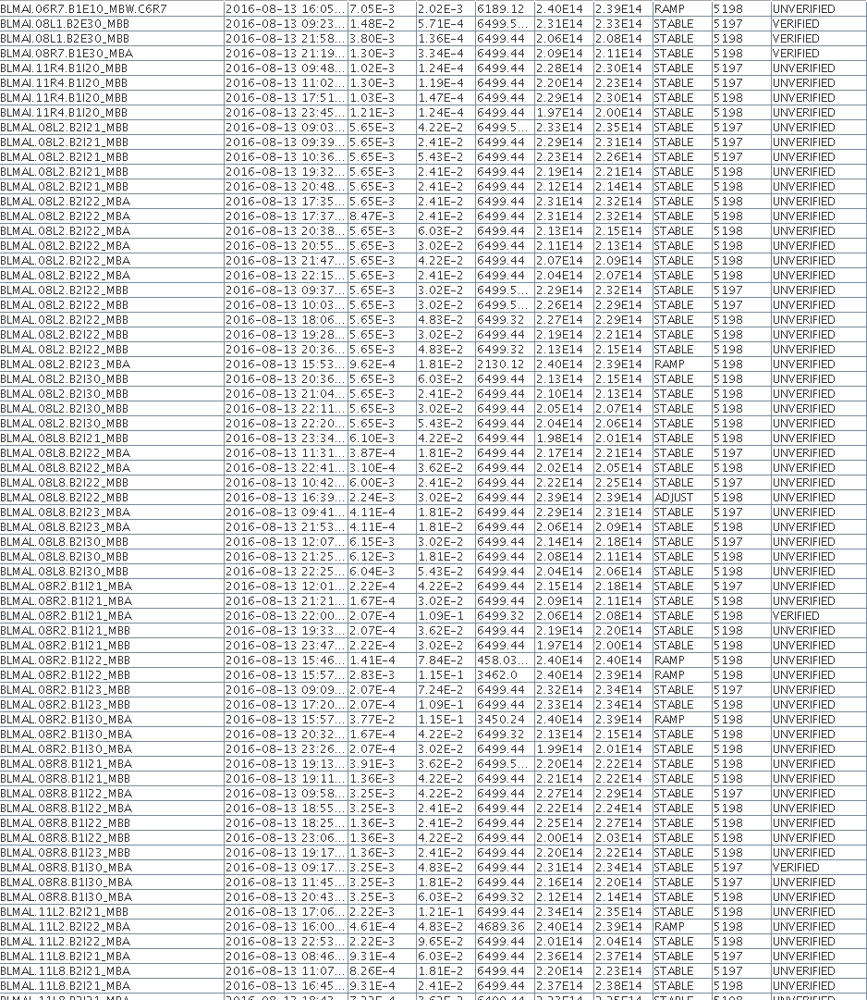 BLMAI.06R7.B1E10_MBW.C6R7 2016-08-13 16:05... 7.05E-3 2.02E-3 6189.12 2.40E14 2.39E14 RAMP 5198 UNVERIFIED
BLMAI.08L1.B2E30_MBB 2016-08-13 09:23... 1.48E-2 5.71E-4 6499.5... 2.31E14 2.33E14 STABLE 5197 VERIFIED
BLMAI.08L1.B2E30_MBB 2016-08-13 21:58... 3.80E-3 1.36E-4 6499.44 2.06E14 2.08E14 STABLE 5198 VERIFIED
BLMAI.08R7.B1E30_MBA 2016-08-13 21:19... 1.30E-3 3.34E-4 6499.44 2.09E14 2.11E14 STABLE 5198 VERIFIED
BLMAI.11R4.B1I20_MBB 2016-08-13 09:48... 1.02E-3 1.24E-4 6499.44 2.28E14 2.30E14 STABLE 5197 UNVERIFIED
BLMAI.11R4.B1I20_MBB 2016-08-13 11:02... 1.30E-3 1.19E-4 6499.44 2.20E14 2.23E14 STABLE 5197 UNVERIFIED
BLMAI.11R4.B1I20_MBB 2016-08-13 17:51... 1.03E-3 1.47E-4 6499.44 2.29E14 2.30E14 STABLE 5198 UNVERIFIED
BLMAI.11R4.B1I20_MBB 2016-08-13 23:45... 1.21E-3 1.24E-4 6499.44 1.97E14 2.00E14 STABLE 5198 UNVERIFIED
BLMAL.08L2.B2I21_MBB 2016-08-13 09:03... 5.65E-3 4.22E-2 6499.5... 2.33E14 2.35E14 STABLE 5197 UNVERIFIED
BLMAL.08L2.B2I21_MBB 2016-08-13 09:39... 5.65E-3 2.41E-2 6499.44 2.29E14 2.31E14 STABLE 5197 UNVERIFIED
BLMAL.08L2.B2I21_MBB 2016-08-13 10:36... 5.65E-3 5.43E-2 6499.44 2.23E14 2.26E14 STABLE 5197 UNVERIFIED
BLMAL.08L2.B2I21_MBB 2016-08-13 19:32... 5.65E-3 2.41E-2 6499.44 2.19E14 2.21E14 STABLE 5198 UNVERIFIED
BLMAL.08L2.B2I21_MBB 2016-08-13 20:48... 5.65E-3 2.41E-2 6499.44 2.12E14 2.14E14 STABLE 5198 UNVERIFIED
BLMAL.08L2.B2I22_MBA 2016-08-13 17:35... 5.65E-3 2.41E-2 6499.44 2.31E14 2.32E14 STABLE 5198 UNVERIFIED
BLMAL.08L2.B2I22_MBA 2016-08-13 17:37... 8.47E-3 2.41E-2 6499.44 2.31E14 2.32E14 STABLE 5198 UNVERIFIED
BLMAL.08L2.B2I22_MBA 2016-08-13 20:38... 5.65E-3 6.03E-2 6499.44 2.13E14 2.15E14 STABLE 5198 UNVERIFIED
BLMAL.08L2.B2I22_MBA 2016-08-13 20:55... 5.65E-3 3.02E-2 6499.44 2.11E14 2.13E14 STABLE 5198 UNVERIFIED
BLMAL.08L2.B2I22_MBA 2016-08-13 21:47... 5.65E-3 4.22E-2 6499.44 2.07E14 2.09E14 STABLE 5198 UNVERIFIED
BLMAL.08L2.B2I22_MBA 2016-08-13 22:15... 5.65E-3 2.41E-2 6499.44 2.04E14 2.07E14 STABLE 5198 UNVERIFIED
BLMAL.08L2.B2I22_MBB 2016-08-13 09:37... 5.65E-3 3.02E-2 6499.5... 2.29E14 2.32E14 STABLE 5197 UNVERIFIED
BLMAL.08L2.B2I22_MBB 2016-08-13 10:03... 5.65E-3 3.02E-2 6499.5... 2.26E14 2.29E14 STABLE 5197 UNVERIFIED
BLMAL.08L2.B2I22_MBB 2016-08-13 18:06... 5.65E-3 4.83E-2 6499.32 2.27E14 2.29E14 STABLE 5198 UNVERIFIED
BLMAL.08L2.B2I22_MBB 2016-08-13 19:28... 5.65E-3 3.02E-2 6499.44 2.19E14 2.21E14 STABLE 5198 UNVERIFIED
BLMAL.08L2.B2I22_MBB 2016-08-13 20:36... 5.65E-3 4.83E-2 6499.32 2.13E14 2.15E14 STABLE 5198 UNVERIFIED
BLMAL.08L2.B2I23_MBA 2016-08-13 15:53... 9.62E-4 1.81E-2 2130.12 2.40E14 2.39E14 RAMP 5198 UNVERIFIED
BLMAL.08L2.B2I30_MBB 2016-08-13 20:36... 5.65E-3 6.03E-2 6499.44 2.13E14 2.15E14 STABLE 5198 UNVERIFIED
BLMAL.08L2.B2I30_MBB 2016-08-13 21:04... 5.65E-3 2.41E-2 6499.44 2.10E14 2.13E14 STABLE 5198 UNVERIFIED
BLMAL.08L2.B2I30_MBB 2016-08-13 22:11... 5.65E-3 3.02E-2 6499.44 2.05E14 2.07E14 STABLE 5198 UNVERIFIED
BLMAL.08L2.B2I30_MBB 2016-08-13 22:20... 5.65E-3 5.43E-2 6499.44 2.04E14 2.06E14 STABLE 5198 UNVERIFIED
BLMAL.08L8.B2I21_MBB 2016-08-13 23:34... 6.10E-3 4.22E-2 6499.44 1.98E14 2.01E14 STABLE 5198 UNVERIFIED
BLMAL.08L8.B2I22_MBA 2016-08-13 11:31... 3.87E-4 1.81E-2 6499.44 2.17E14 2.21E14 STABLE 5197 UNVERIFIED
BLMAL.08L8.B2I22_MBA 2016-08-13 22:41... 3.10E-4 3.62E-2 6499.44 2.02E14 2.05E14 STABLE 5198 UNVERIFIED
BLMAL.08L8.B2I22_MBB 2016-08-13 10:42... 6.00E-3 2.41E-2 6499.44 2.22E14 2.25E14 STABLE 5197 UNVERIFIED
BLMAL.08L8.B2I22_MBB 2016-08-13 16:39... 2.24E-3 3.02E-2 6499.44 2.39E14 2.39E14 ADJUST 5198 UNVERIFIED
BLMAL.08L8.B2I23_MBA 2016-08-13 09:41... 4.11E-4 1.81E-2 6499.44 2.29E14 2.31E14 STABLE 5197 UNVERIFIED
BLMAL.08L8.B2I23_MBA 2016-08-13 21:53... 4.11E-4 1.81E-2 6499.44 2.06E14 2.09E14 STABLE 5198 UNVERIFIED
BLMAL.08L8.B2I30_MBB 2016-08-13 12:07... 6.15E-3 3.02E-2 6499.44 2.14E14 2.18E14 STABLE 5197 UNVERIFIED
BLMAL.08L8.B2I30_MBB 2016-08-13 21:25... 6.12E-3 1.81E-2 6499.44 2.08E14 2.11E14 STABLE 5198 UNVERIFIED
BLMAL.08L8.B2I30_MBB 2016-08-13 22:25... 6.04E-3 5.43E-2 6499.44 2.04E14 2.06E14 STABLE 5198 UNVERIFIED
BLMAL.08R2.B1I21_MBA 2016-08-13 12:01... 2.22E-4 4.22E-2 6499.44 2.15E14 2.18E14 STABLE 5197 UNVERIFIED
BLMAL.08R2.B1I21_MBA 2016-08-13 21:21... 1.67E-4 3.02E-2 6499.44 2.09E14 2.11E14 STABLE 5198 UNVERIFIED
BLMAL.08R2.B1I21_MBA 2016-08-13 22:00... 2.07E-4 1.09E-1 6499.32 2.06E14 2.08E14 STABLE 5198 VERIFIED
BLMAL.08R2.B1I21_MBB 2016-08-13 19:33... 2.07E-4 3.62E-2 6499.44 2.19E14 2.20E14 STABLE 5198 UNVERIFIED
BLMAL.08R2.B1I21_MBB 2016-08-13 23:47... 2.22E-4 3.02E-2 6499.44 1.97E14 2.00E14 STABLE 5198 UNVERIFIED
BLMAL.08R2.B1I22_MBB 2016-08-13 15:46... 1.41E-4 7.84E-2 458.03... 2.40E14 2.40E14 RAMP 5198 UNVERIFIED
BLMAL.08R2.B1I22_MBB 2016-08-13 15:57... 2.83E-3 1.15E-1 3462.0 2.40E14 2.39E14 RAMP 5198 UNVERIFIED
BLMAL.08R2.B1I23_MBB 2016-08-13 09:09... 2.07E-4 7.24E-2 6499.44 2.32E14 2.34E14 STABLE 5197 UNVERIFIED
BLMAL.08R2.B1I23_MBB 2016-08-13 17:20... 2.07E-4 1.09E-1 6499.44 2.33E14 2.34E14 STABLE 5198 UNVERIFIED
BLMAL.08R2.B1I30_MBA 2016-08-13 15:57... 3.77E-2 1.15E-1 3450.24 2.40E14 2.39E14 RAMP 5198 UNVERIFIED
BLMAL.08R2.B1I30_MBA 2016-08-13 20:32... 1.67E-4 4.22E-2 6499.32 2.13E14 2.15E14 STABLE 5198 UNVERIFIED
BLMAL.08R2.B1I30_MBA 2016-08-13 23:26... 2.07E-4 3.02E-2 6499.44 1.99E14 2.01E14 STABLE 5198 UNVERIFIED
BLMAL.08R8.B1I21_MBA 2016-08-13 19:13... 3.91E-3 3.62E-2 6499.5... 2.20E14 2.22E14 STABLE 5198 UNVERIFIED
BLMAL.08R8.B1I21_MBB 2016-08-13 19:11... 1.36E-3 4.22E-2 6499.44 2.21E14 2.22E14 STABLE 5198 UNVERIFIED
BLMAL.08R8.B1I22_MBA 2016-08-13 09:58... 3.25E-3 4.22E-2 6499.44 2.27E14 2.29E14 STABLE 5197 UNVERIFIED
BLMAL.08R8.B1I22_MBA 2016-08-13 18:55... 3.25E-3 2.41E-2 6499.44 2.22E14 2.24E14 STABLE 5198 UNVERIFIED
BLMAL.08R8.B1I22_MBB 2016-08-13 18:25... 1.36E-3 2.41E-2 6499.44 2.25E14 2.27E14 STABLE 5198 UNVERIFIED
BLMAL.08R8.B1I22_MBB 2016-08-13 23:06... 1.36E-3 4.22E-2 6499.44 2.00E14 2.03E14 STABLE 5198 UNVERIFIED
BLMAL.08R8.B1I23_MBB 2016-08-13 19:17... 1.36E-3 2.41E-2 6499.44 2.20E14 2.22E14 STABLE 5198 UNVERIFIED
BLMAL.08R8.B1I30_MBA 2016-08-13 09:17... 3.25E-3 4.83E-2 6499.44 2.31E14 2.34E14 STABLE 5197 VERIFIED
BLMAL.08R8.B1I30_MBA 2016-08-13 11:45... 3.25E-3 1.81E-2 6499.44 2.16E14 2.20E14 STABLE 5197 UNVERIFIED
BLMAL.08R8.B1I30_MBA 2016-08-13 20:43... 3.25E-3 6.03E-2 6499.32 2.12E14 2.14E14 STABLE 5198 UNVERIFIED
BLMAL.11L2.B2I21_MBB 2016-08-13 17:06... 2.22E-3 1.21E-1 6499.44 2.34E14 2.35E14 STABLE 5198 UNVERIFIED
BLMAL.11L2.B2I22_MBA 2016-08-13 16:00... 4.61E-4 4.83E-2 4689.36 2.40E14 2.39E14 RAMP 5198 UNVERIFIED
BLMAL.11L2.B2I22_MBA 2016-08-13 22:53... 2.22E-3 9.65E-2 6499.44 2.01E14 2.04E14 STABLE 5198 UNVERIFIED
BLMAL.11L8.B2I21_MBA 2016-08-13 08:46... 9.31E-4 6.03E-2 6499.44 2.36E14 2.37E14 STABLE 5197 UNVERIFIED
BLMAL.11L8.B2I21_MBA 2016-08-13 11:07... 8.26E-4 1.81E-2 6499.44 2.20E14 2.23E14 STABLE 5197 UNVERIFIED
BLMAL.11L8.B2I21_MBA 2016-08-13 16:45... 9.31E-4 2.41E-2 6499.44 2.37E14 2.38E14 STABLE 5198 UNVERIFIED